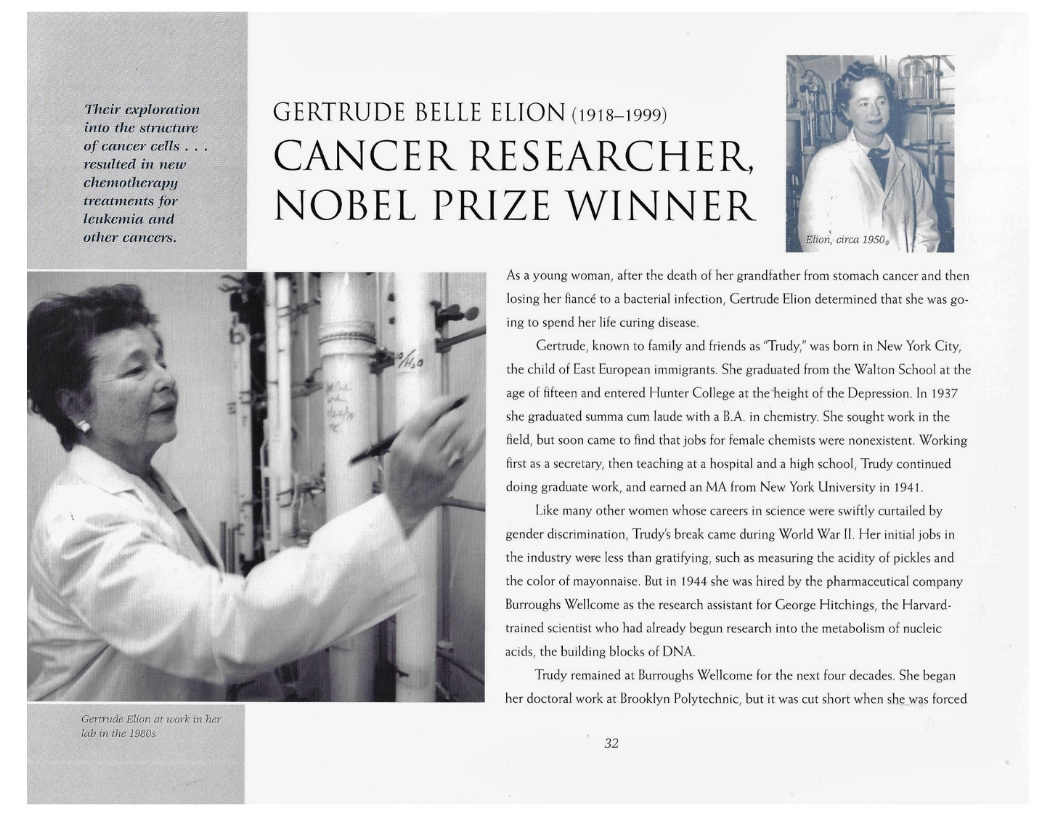 Their exploration
into the structure
of cancer cells . . .
resulted in new
chemotherapy
treatments for
leukemia and
other cancers.
GERTRUDE BELLE ELION (1918–1999)
CANCER RESEARCHER,
NOBEL PRIZE WINNER
Elion, circa 1950s
As a young woman, after the death of her grandfather from stomach cancer and then
losing her fiancé to a bacterial infection, Gertrude Elion determined that she was go-
ing to spend her life curing disease.
Gertrude, known to family and friends as “Trudy,” was born in New York City,
the child of East European immigrants. She graduated from the Walton School at the
age of fifteen and entered Hunter College at the height of the Depression. In 1937
she graduated summa cum laude with a B.A. in chemistry. She sought work in the
field, but soon came to find that jobs for female chemists were nonexistent. Working
first as a secretary, then teaching at a hospital and a high school, Trudy continued
doing graduate work, and earned an MA from New York University in 1941.
Like many other women whose careers in science were swiftly curtailed by
gender discrimination, Trudy’s break came during World War II. Her initial jobs in
the industry were less than gratifying, such as measuring the acidity of pickles and
the color of mayonnaise. But in 1944 she was hired by the pharmaceutical company
Burroughs Wellcome as the research assistant for George Hitchings, the Harvard-
trained scientist who had already begun research into the metabolism of nucleic
acids, the building blocks of DNA.
Trudy remained at Burroughs Wellcome for the next four decades. She began
her doctoral work at Brooklyn Polytechnic, but it was cut short when she was forced
/H₂O
Gertrude Elion at work in her
lab in the 1980s
32